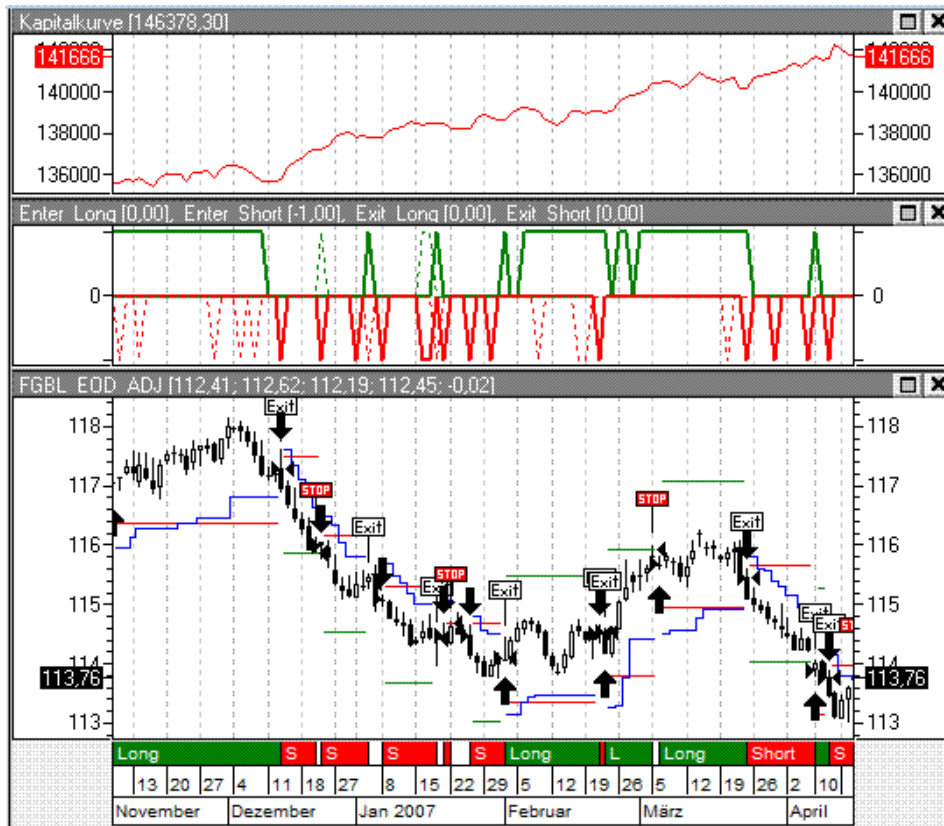 Kapitalkurve [146378,30]
141666 141666
140000 140000
138000 138000
136000 136000
Enter Long [0,00], Enter Short [-1,00], Exit Long [0,00], Exit Short [0,00]
0 0
FGBL EOD ADJ [112,41; 112,62; 112,19; 112,45; -0,02]
118 118
Exit
117 117
STOP STOP
116 Exit Exit 116
STOP
115 Exit Exit 115
Exit
114 114
113,76 113,76
113 113
Long S S S S Long L Long Short S
13 20 27 4 11 18 27 8 15 22 29 5 12 19 26 5 12 19 26 2 10
November Dezember Jan 2007 Februar März April